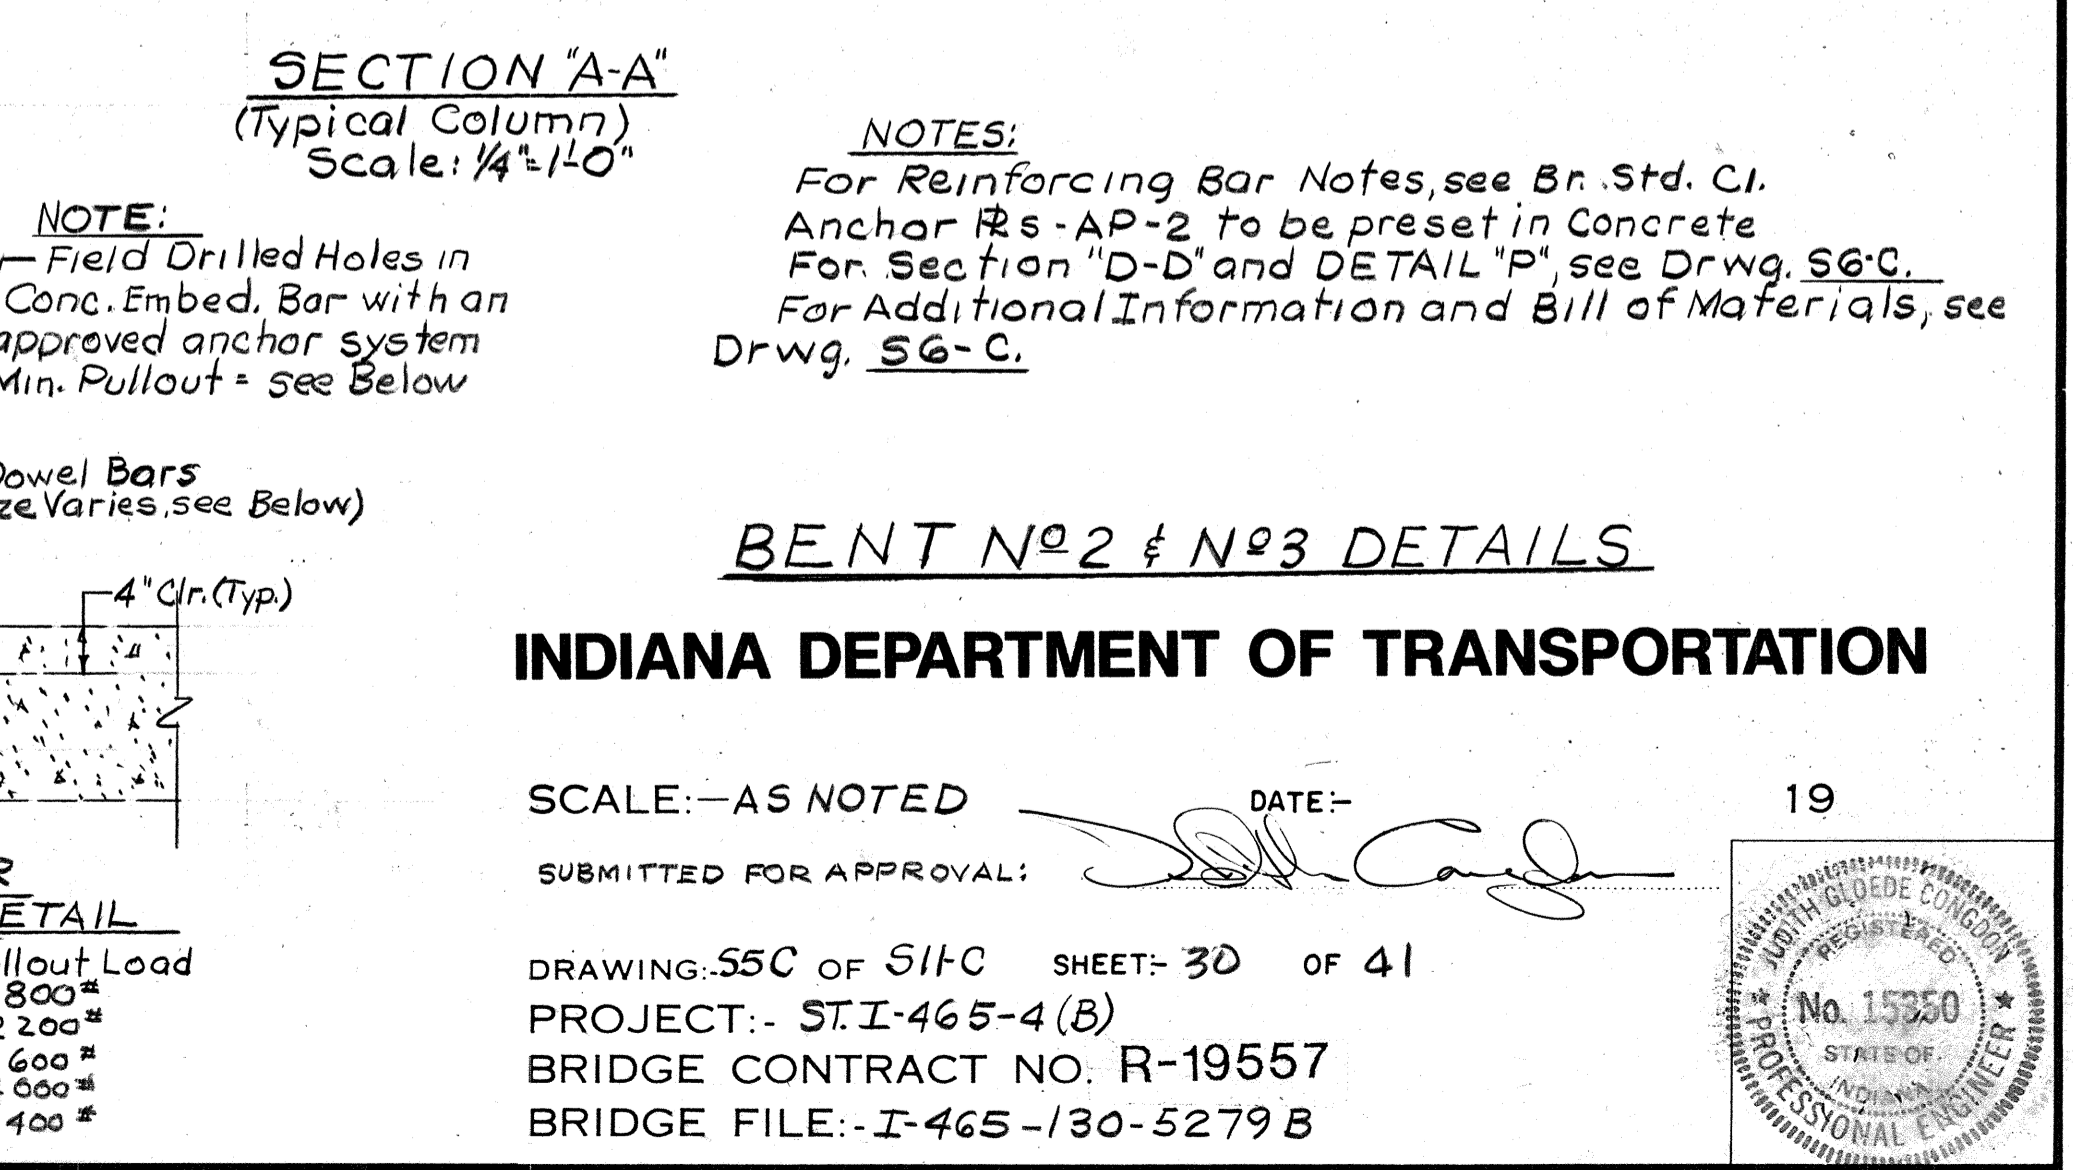 SECTION "A-A"
(Typical Column)
Scale: 1/4"=1'-0"
NOTE:
Field Drilled Holes in
Conc. Embed. Bar with an
approved anchor system
Min. Pullout = see Below
Dowel Bars
Varies, see Below)
4" Clr. (Typ.)
ETAIL
llout Load
800#
200#
600#
000#
400#
NOTES:
For Reinforcing Bar Notes, see Br. Std. C1.
Anchor ℞s - AP-2 to be preset in Concrete
For Section "D-D" and DETAIL "P", see Drwg. S6-C.
For Additional Information and Bill of Materials, see
Drwg. S6-C.
BENT Nº2 & Nº3 DETAILS
INDIANA DEPARTMENT OF TRANSPORTATION
SCALE:- AS NOTED DATE:- 19
SUBMITTED FOR APPROVAL:
DRAWING:- S5C OF S11-C SHEET:- 30 OF 41
PROJECT:- ST. I-465-4(B)
BRIDGE CONTRACT NO. R-19557
BRIDGE FILE:- I-465-130-5279 B
JUDITH GLOEDE CONGDON
REGISTERED
No. 15350
STATE OF
INDIANA
★ PROFESSIONAL ENGINEER ★